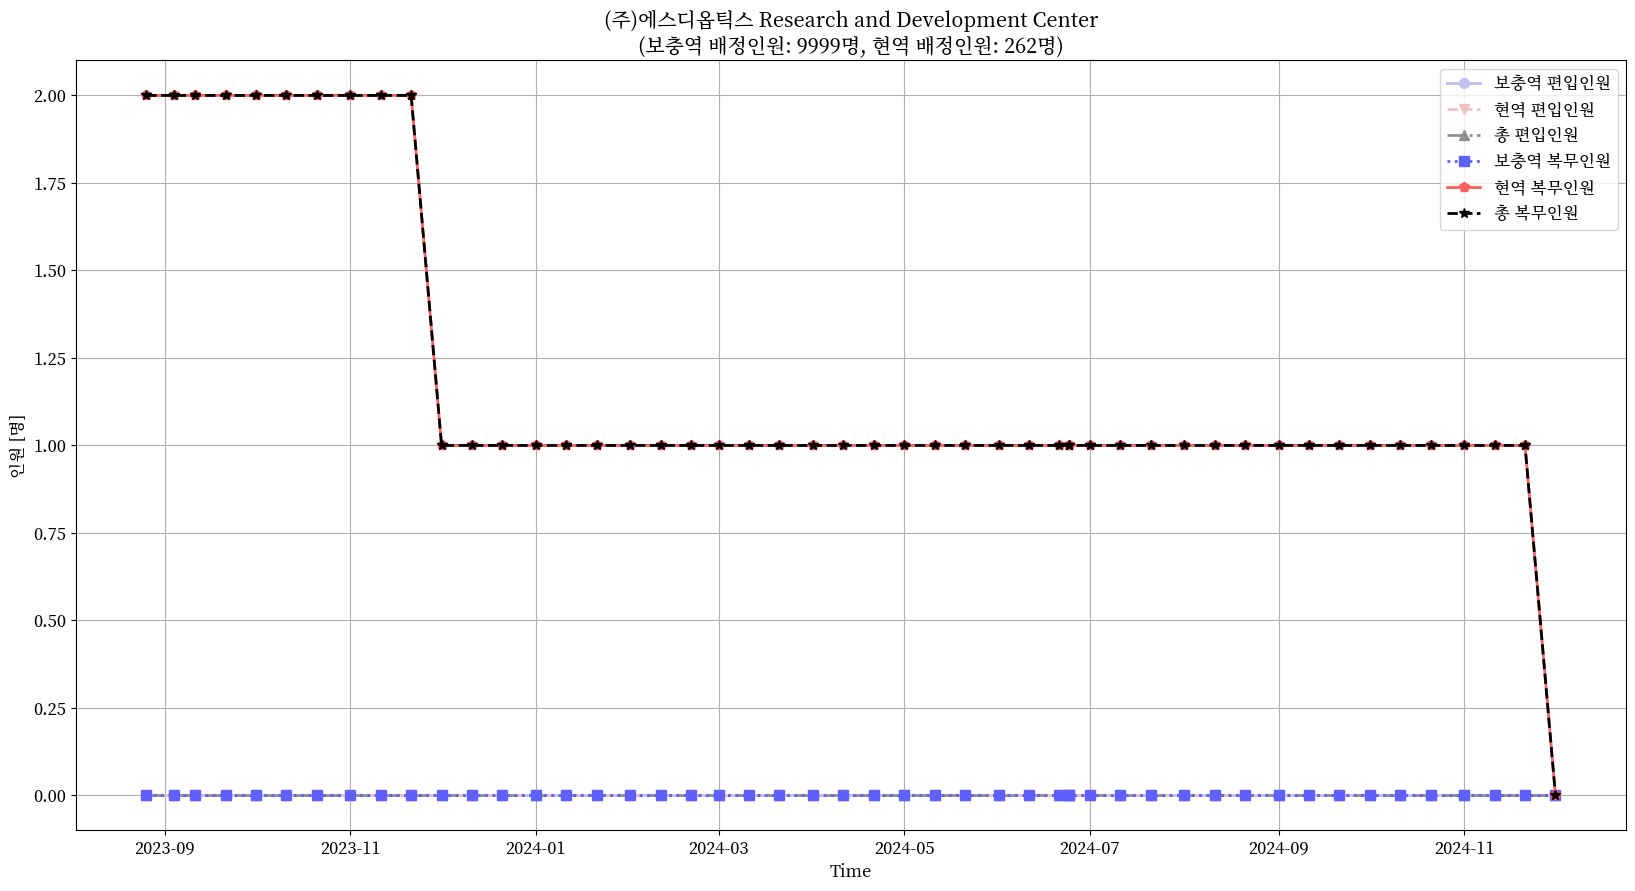 (주)에스디옵틱스 Research and Development Center
(보충역 배정인원: 9999명, 현역 배정인원: 262명)
보충역 편입인원
현역 편입인원
총 편입인원
보충역 복무인원
현역 복무인원
총 복무인원
인원 [명]
2.00
1.75
1.50
1.25
1.00
0.75
0.50
0.25
0.00
2023-09 2023-11 2024-01 2024-03 2024-05 2024-07 2024-09 2024-11
Time